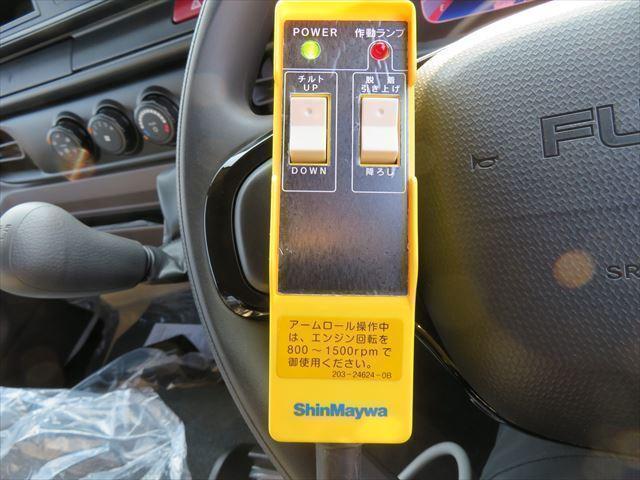 POWER 作動ランプ
チルト
UP
DOWN
脱着
引き上げ
降ろし
アームロール操作中
は、エンジン回転を
800～1500rpmで
御使用ください。
203-24624-0B
ShinMaywa
FU
SR